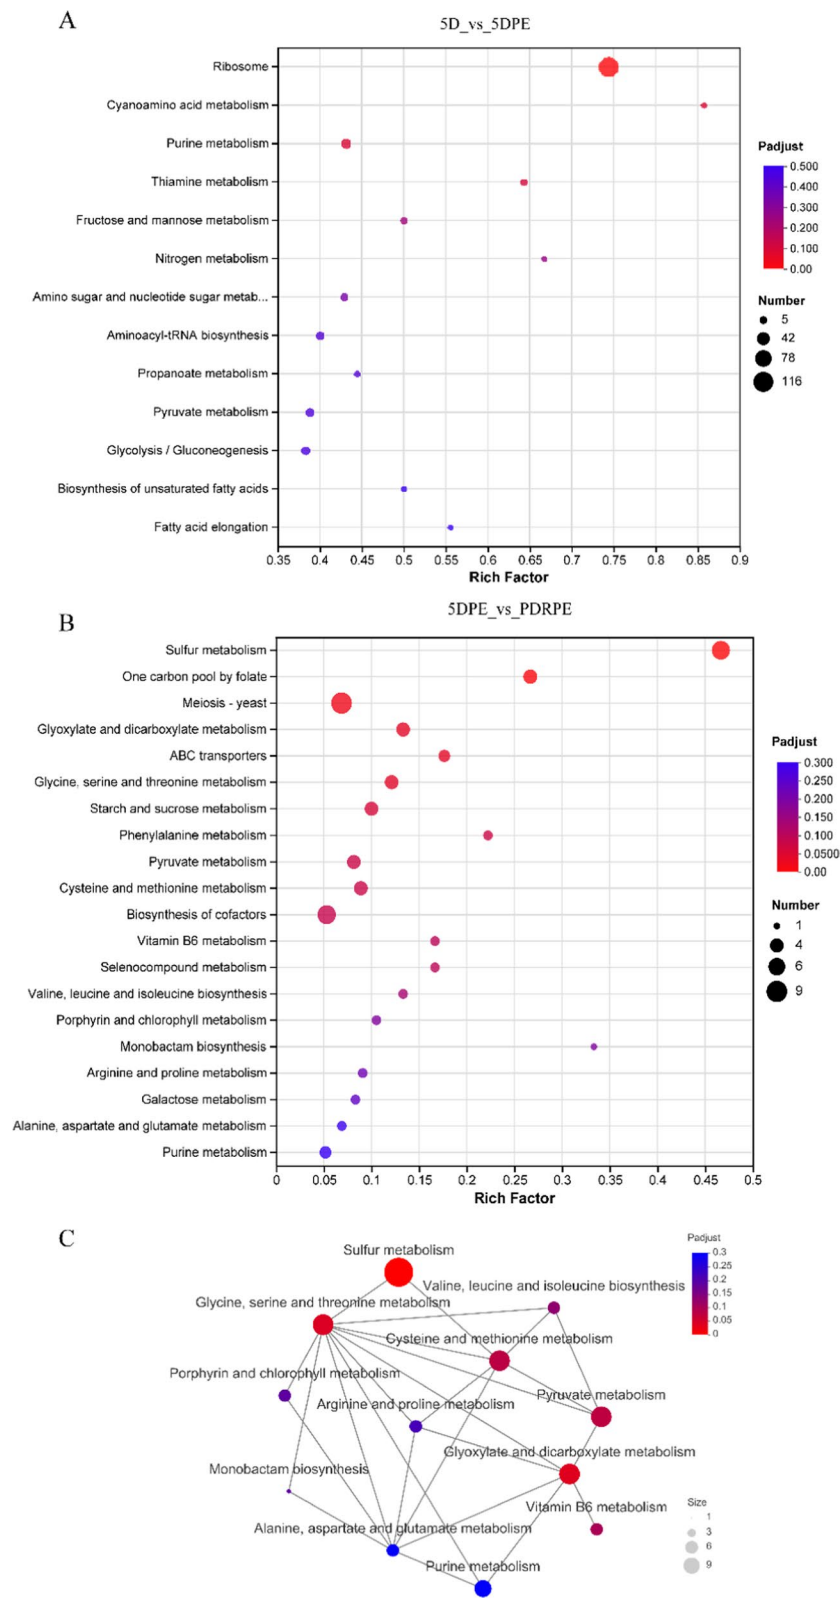 A
5D_vs_5DPE
Ribosome
Cyanoamino acid metabolism
Purine metabolism
Thiamine metabolism
Fructose and mannose metabolism
Nitrogen metabolism
Amino sugar and nucleotide sugar metab...
Aminoacyl-tRNA biosynthesis
Propanoate metabolism
Pyruvate metabolism
Glycolysis / Gluconeogenesis
Biosynthesis of unsaturated fatty acids
Fatty acid elongation
0.35 0.4 0.45 0.5 0.55 0.6 0.65 0.7 0.75 0.8 0.85 0.9
Rich Factor
Padjust
0.500
0.400
0.300
0.200
0.100
0.00
Number
5
42
78
116
B
5DPE_vs_PDRPE
Sulfur metabolism
One carbon pool by folate
Meiosis - yeast
Glyoxylate and dicarboxylate metabolism
ABC transporters
Glycine, serine and threonine metabolism
Starch and sucrose metabolism
Phenylalanine metabolism
Pyruvate metabolism
Cysteine and methionine metabolism
Biosynthesis of cofactors
Vitamin B6 metabolism
Selenocompound metabolism
Valine, leucine and isoleucine biosynthesis
Porphyrin and chlorophyll metabolism
Monobactam biosynthesis
Arginine and proline metabolism
Galactose metabolism
Alanine, aspartate and glutamate metabolism
Purine metabolism
0 0.05 0.1 0.15 0.2 0.25 0.3 0.35 0.4 0.45 0.5
Rich Factor
Padjust
0.300
0.250
0.200
0.150
0.100
0.0500
0.00
Number
1
4
6
9
C
Sulfur metabolism
Valine, leucine and isoleucine biosynthesis
Glycine, serine and threonine metabolism
Cysteine and methionine metabolism
Porphyrin and chlorophyll metabolism
Pyruvate metabolism
Arginine and proline metabolism
Glyoxylate and dicarboxylate metabolism
Monobactam biosynthesis
Vitamin B6 metabolism
Alanine, aspartate and glutamate metabolism
Purine metabolism
Padjust
0.3
0.25
0.2
0.15
0.1
0.05
0
Size
1
3
6
9